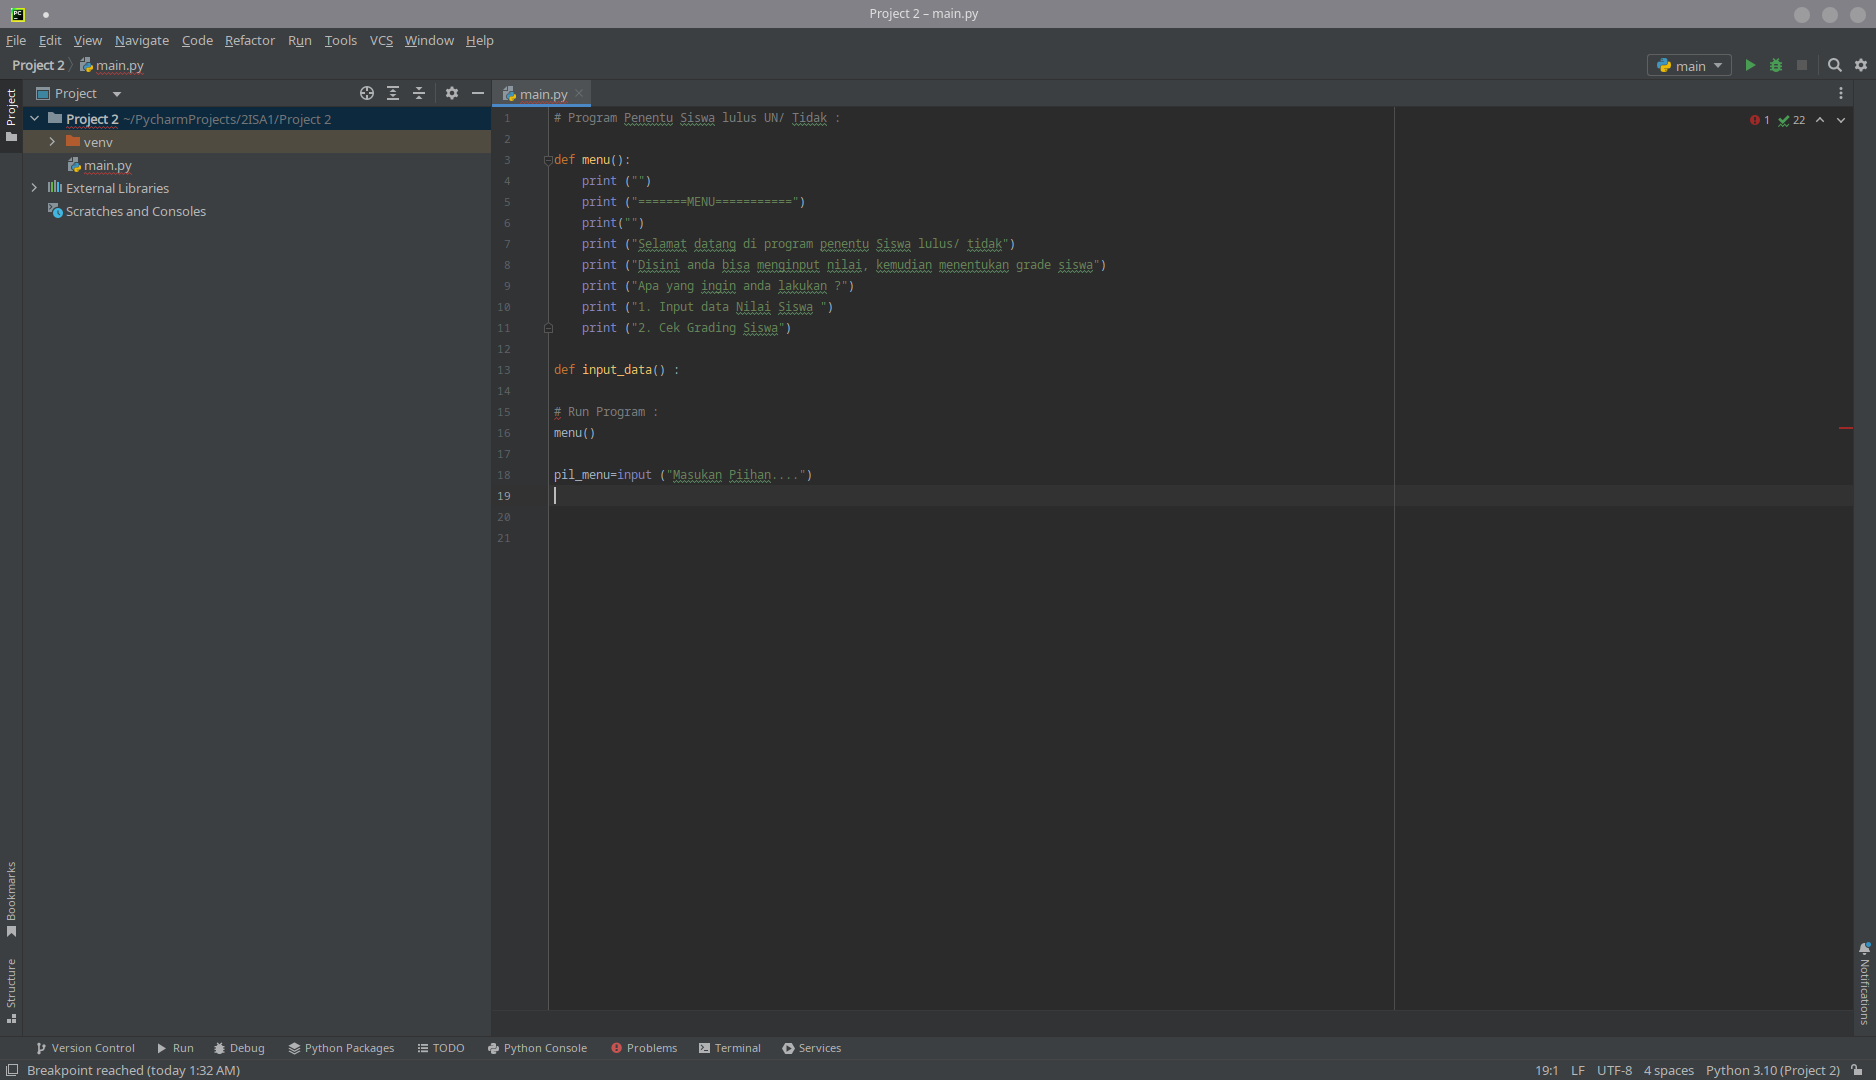 PC
Project 2 – main.py
File Edit View Navigate Code Refactor Run Tools VCS Window Help
Project 2 main.py
main
Project
Project
main.py
Project 2 ~/PycharmProjects/2ISA1/Project 2
venv
main.py
External Libraries
Scratches and Consoles
1 22
1 # Program Penentu Siswa lulus UN/ Tidak :
2
3 def menu():
4 print ("")
5 print ("=======MENU===========")
6 print("")
7 print ("Selamat datang di program penentu Siswa lulus/ tidak")
8 print ("Disini anda bisa menginput nilai, kemudian menentukan grade siswa")
9 print ("Apa yang ingin anda lakukan ?")
10 print ("1. Input data Nilai Siswa ")
11 print ("2. Cek Grading Siswa")
12
13 def input_data() :
14
15 # Run Program :
16 menu()
17
18 pil_menu=input ("Masukan Piihan....")
19
20
21
Bookmarks
Structure
Notifications
Version Control Run Debug Python Packages TODO Python Console Problems Terminal Services
Breakpoint reached (today 1:32 AM)
19:1 LF UTF-8 4 spaces Python 3.10 (Project 2)